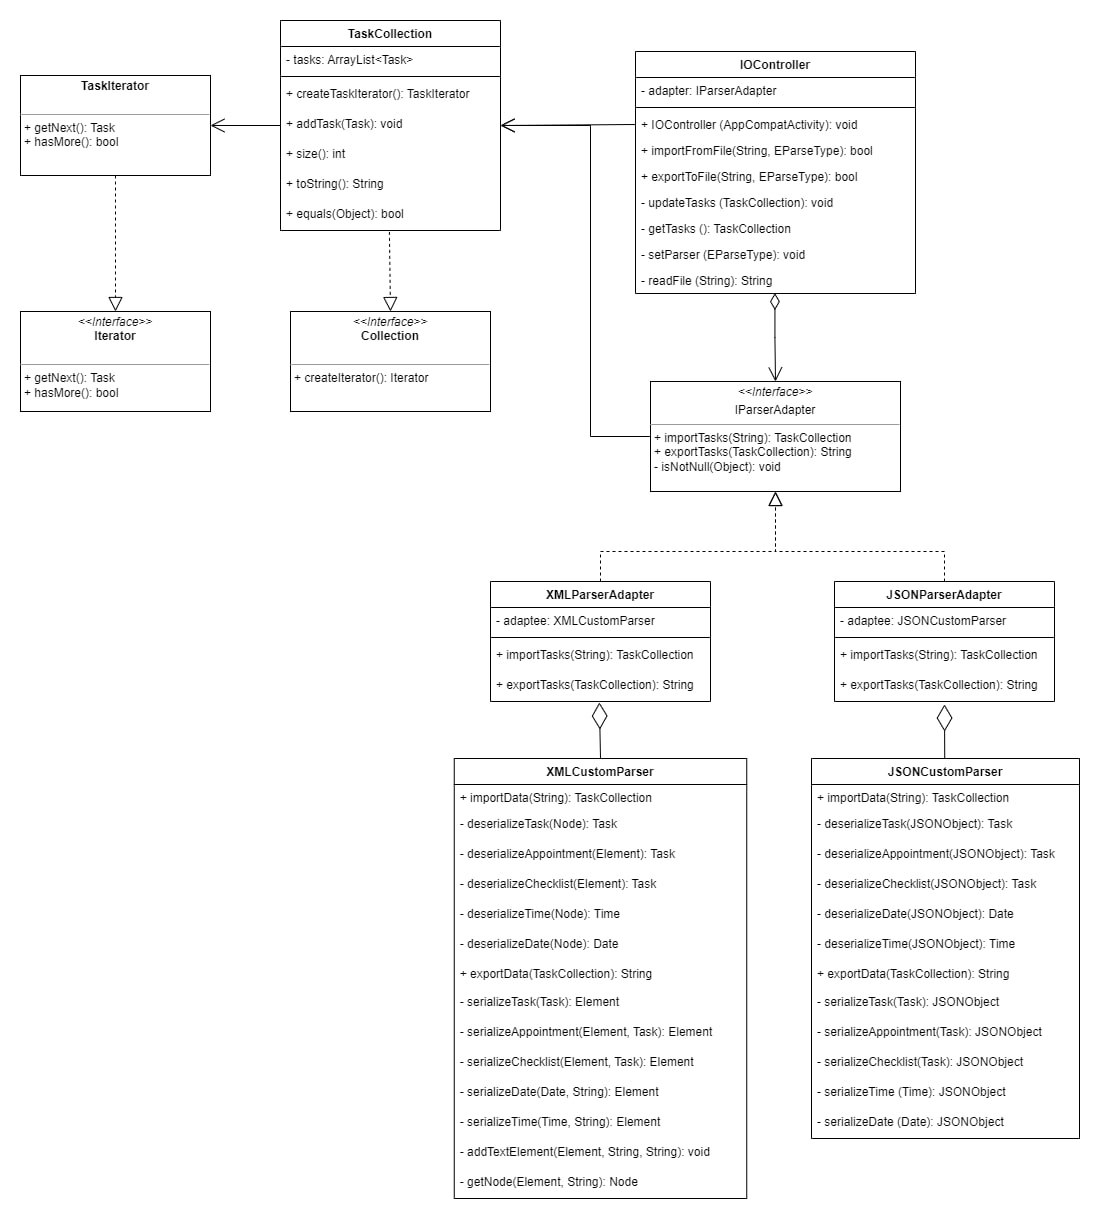 TaskCollection
- tasks: ArrayList<Task>
+ createTaskIterator(): TaskIterator
+ addTask(Task): void
+ size(): int
+ toString(): String
+ equals(Object): bool
TaskIterator
+ getNext(): Task
+ hasMore(): bool
IOController
- adapter: IParserAdapter
+ IOController (AppCompatActivity): void
+ importFromFile(String, EParseType): bool
+ exportToFile(String, EParseType): bool
- updateTasks (TaskCollection): void
- getTasks (): TaskCollection
- setParser (EParseType): void
- readFile (String): String
<<Interface>>
Iterator
+ getNext(): Task
+ hasMore(): bool
<<Interface>>
Collection
+ createIterator(): Iterator
<<Interface>>
IParserAdapter
+ importTasks(String): TaskCollection
+ exportTasks(TaskCollection): String
- isNotNull(Object): void
XMLParserAdapter
- adaptee: XMLCustomParser
+ importTasks(String): TaskCollection
+ exportTasks(TaskCollection): String
JSONParserAdapter
- adaptee: JSONCustomParser
+ importTasks(String): TaskCollection
+ exportTasks(TaskCollection): String
XMLCustomParser
+ importData(String): TaskCollection
- deserializeTask(Node): Task
- deserializeAppointment(Element): Task
- deserializeChecklist(Element): Task
- deserializeTime(Node): Time
- deserializeDate(Node): Date
+ exportData(TaskCollection): String
- serializeTask(Task): Element
- serializeAppointment(Element, Task): Element
- serializeChecklist(Element, Task): Element
- serializeDate(Date, String): Element
- serializeTime(Time, String): Element
- addTextElement(Element, String, String): void
- getNode(Element, String): Node
JSONCustomParser
+ importData(String): TaskCollection
- deserializeTask(JSONObject): Task
- deserializeAppointment(JSONObject): Task
- deserializeChecklist(JSONObject): Task
- deserializeDate(JSONObject): Date
- deserializeTime(JSONObject): Time
+ exportData(TaskCollection): String
- serializeTask(Task): JSONObject
- serializeAppointment(Task): JSONObject
- serializeChecklist(Task): JSONObject
- serializeTime (Time): JSONObject
- serializeDate (Date): JSONObject